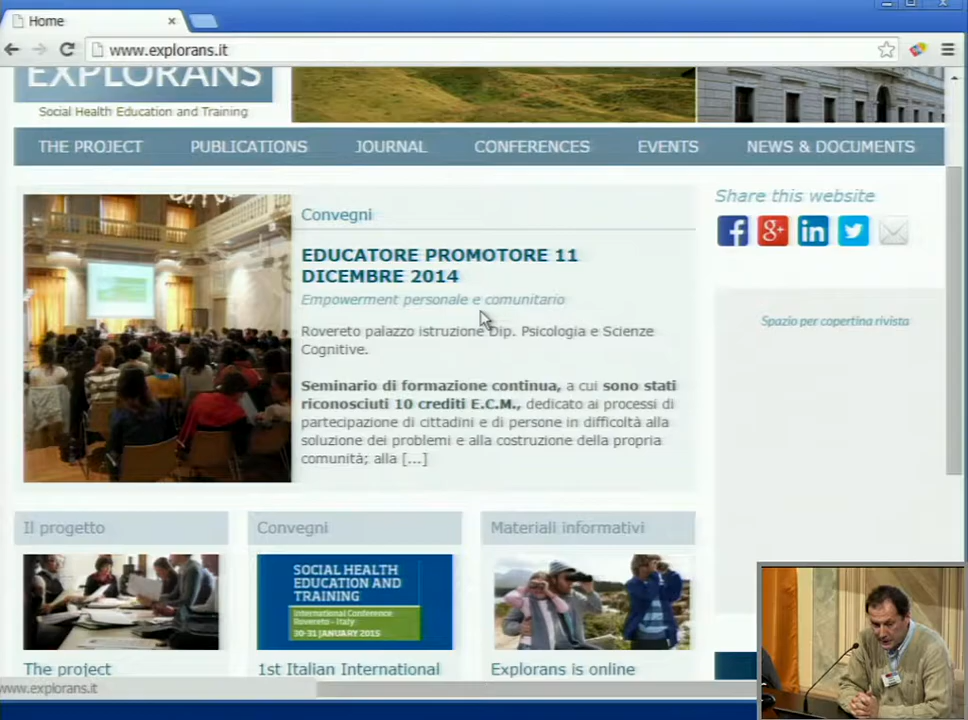 Home
www.explorans.it
EXPLORANS
Social Health Education and Training
THE PROJECT PUBLICATIONS JOURNAL CONFERENCES EVENTS NEWS & DOCUMENTS
Convegni
EDUCATORE PROMOTORE 11
DICEMBRE 2014
Empowerment personale e comunitario
Rovereto palazzo istruzione Dip. Psicologia e Scienze
Cognitive.
Seminario di formazione continua, a cui sono stati
riconosciuti 10 crediti E.C.M., dedicato ai processi di
partecipazione di cittadini e di persone in difficoltà alla
soluzione dei problemi e alla costruzione della propria
comunità; alla [...]
Share this website
Spazio per copertina rivista
Il progetto
The project
Convegni
SOCIAL HEALTH
EDUCATION AND
TRAINING
International Conference
Rovereto - Italy
30-31 JANUARY 2015
1st Italian International
Materiali informativi
Explorans is online
www.explorans.it